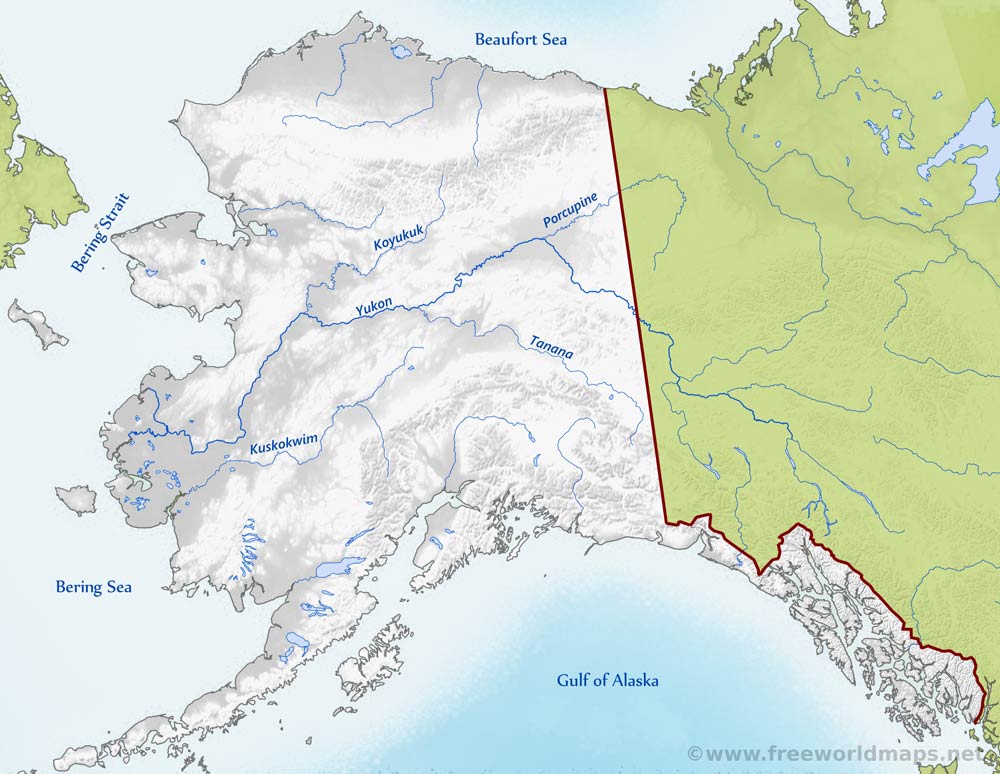 Beaufort Sea
Bering Strait
Porcupine
Koyukuk
Yukon
Tanana
Kuskokwim
Bering Sea
Gulf of Alaska
© www.freeworldmaps.net